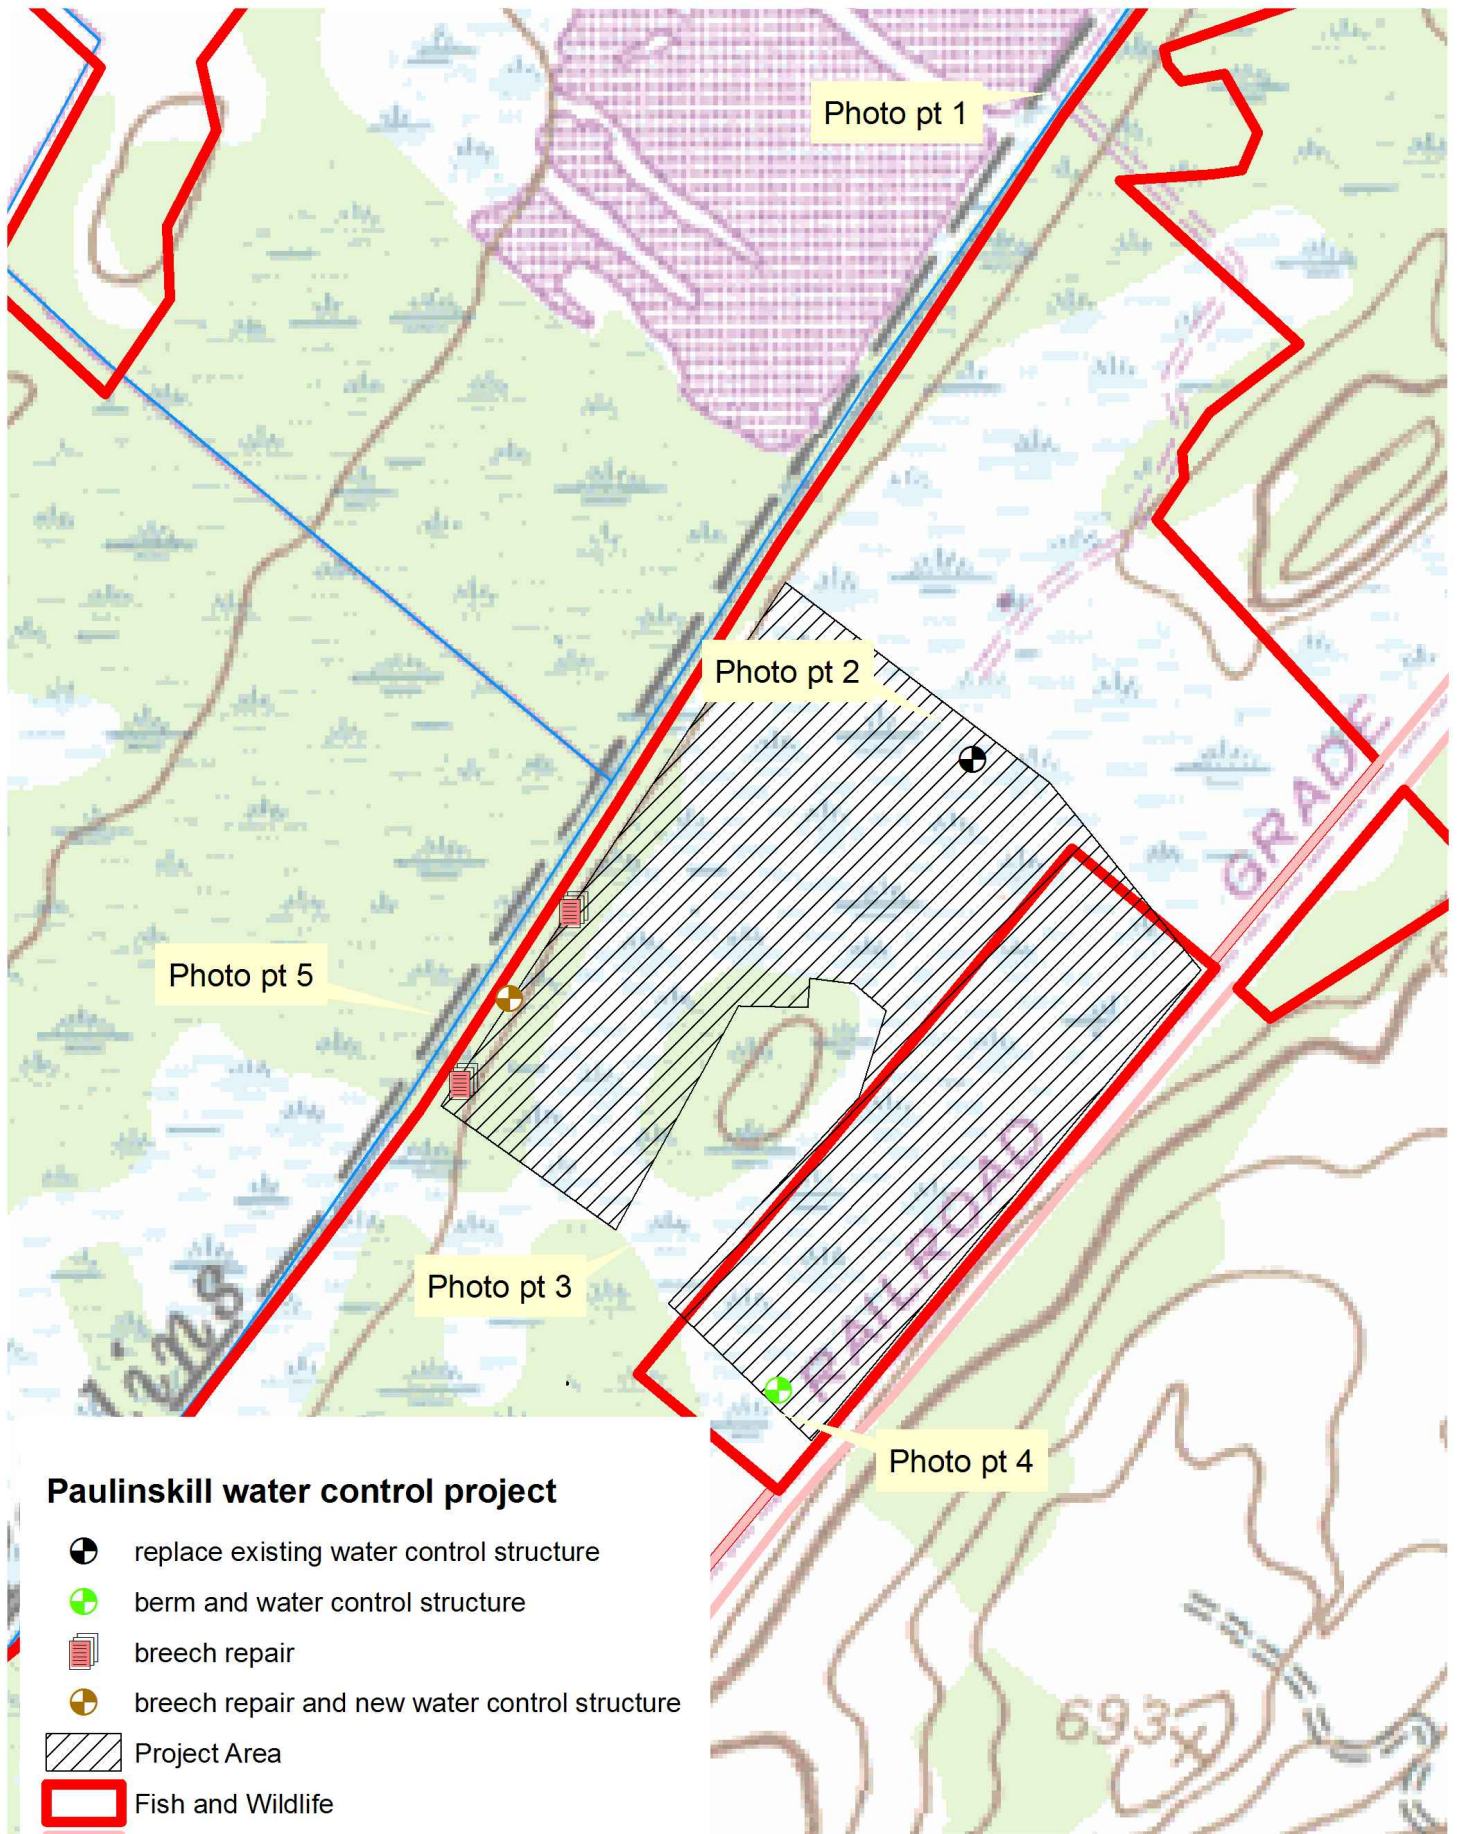 Photo pt 1
Photo pt 2
GRADE
Photo pt 5
RAILROAD
Photo pt 3
lins
Photo pt 4
Paulinskill water control project
replace existing water control structure
berm and water control structure
breech repair
breech repair and new water control structure
Project Area
Fish and Wildlife
693